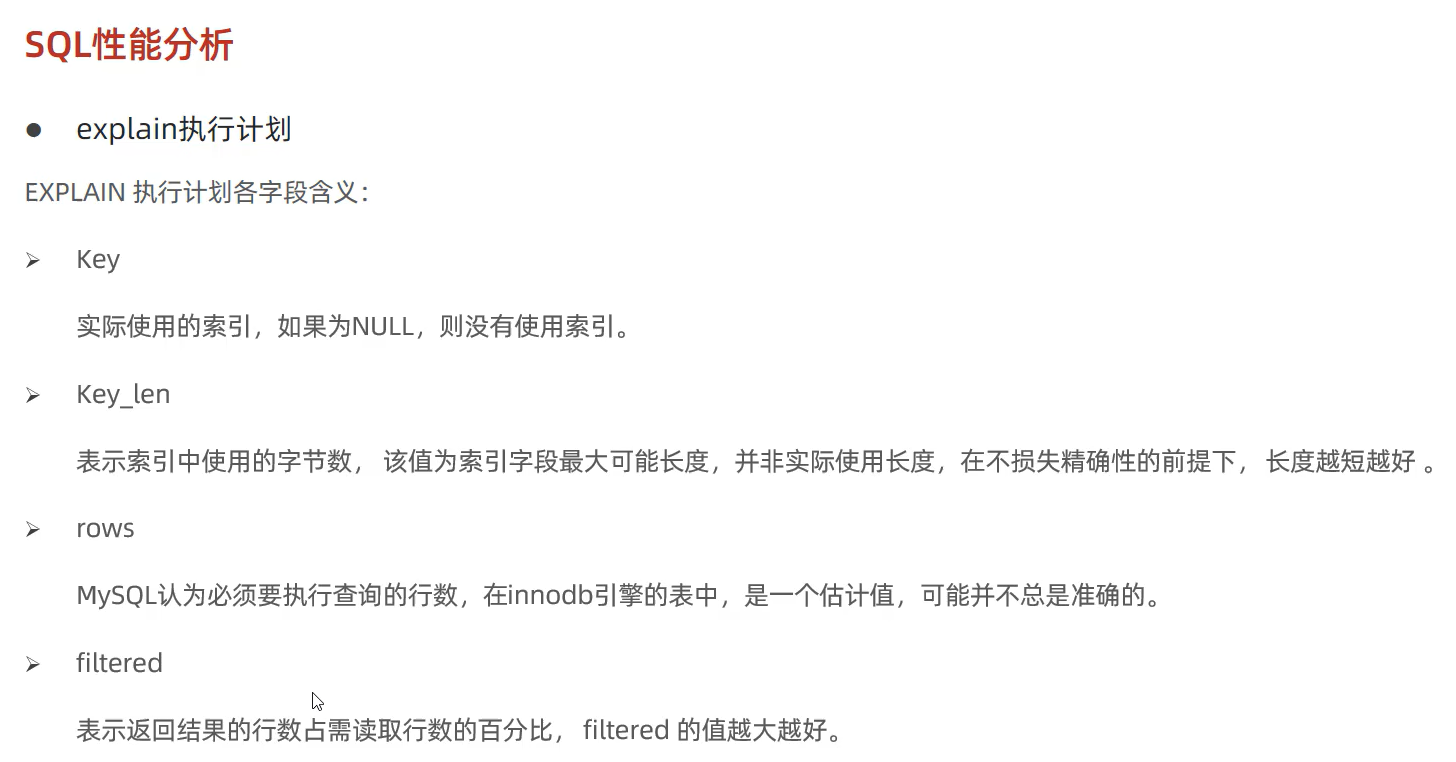 SQL性能分析
● explain执行计划
EXPLAIN 执行计划各字段含义：
➢ Key
实际使用的索引，如果为NULL，则没有使用索引。
➢ Key_len
表示索引中使用的字节数， 该值为索引字段最大可能长度，并非实际使用长度，在不损失精确性的前提下， 长度越短越好 。
➢ rows
MySQL认为必须要执行查询的行数，在innodb引擎的表中，是一个估计值，可能并不总是准确的。
➢ filtered
表示返回结果的行数占需读取行数的百分比， filtered 的值越大越好。